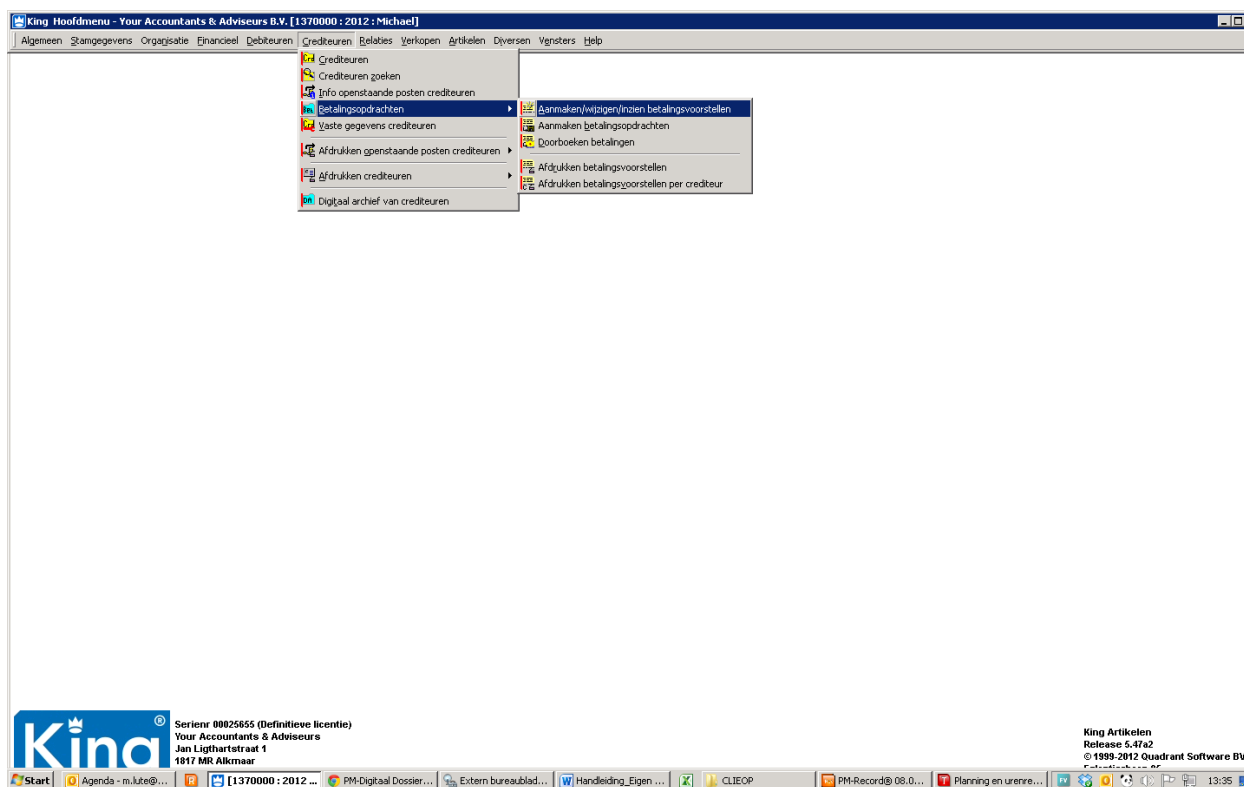 King Hoofdmenu - Your Accountants & Adviseurs B.V. [1370000 : 2012 : Michael]
Algemeen Stamgegevens Organisatie Financieel Debiteuren Crediteuren Relaties Verkopen Artikelen Diversen Vensters Help
Crediteuren
Crediteuren zoeken
Info openstaande posten crediteuren
Betalingsopdrachten
Vaste gegevens crediteuren
Afdrukken openstaande posten crediteuren
Afdrukken crediteuren
Digitaal archief van crediteuren
Aanmaken/wijzigen/inzien betalingsvoorstellen
Aanmaken betalingsopdrachten
Doorboeken betalingen
Afdrukken betalingsvoorstellen
Afdrukken betalingsvoorstellen per crediteur
King ®
Serienr 00025655 (Definitieve licentie)
Your Accountants & Adviseurs
Jan Ligthartstraat 1
1817 MR Alkmaar
King Artikelen
Release 5.47a2
© 1999-2012 Quadrant Software BV
Start Agenda - m.lute@... [1370000 : 2012 ... PM-Digitaal Dossier... Extern bureaublad... Handleiding_Eigen ... CLIEOP PM-Record® 08.0... Planning en urenre... 13:35